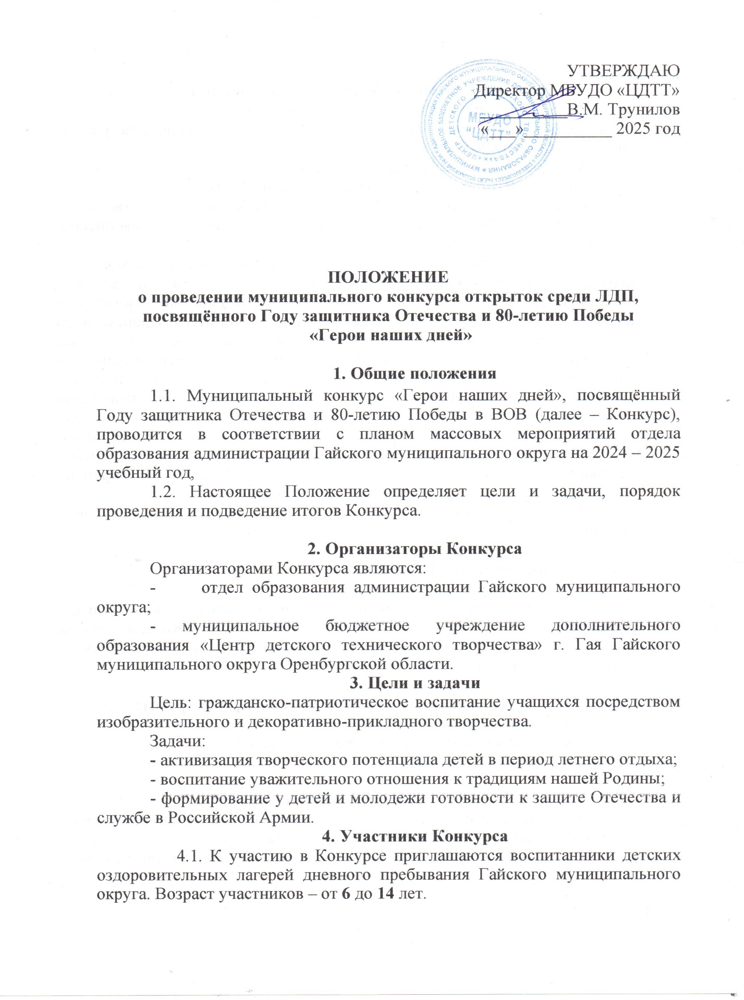 УТВЕРЖДАЮ
Директор МБУДО «ЦДТТ»
__________В.М. Трунилов
«___»__________ 2025 год
МБУДО
“ЦДТТ”
ПОЛОЖЕНИЕ
о проведении муниципального конкурса открыток среди ЛДП,
посвящённого Году защитника Отечества и 80-летию Победы
«Герои наших дней»
1. Общие положения
1.1. Муниципальный конкурс «Герои наших дней», посвящённый
Году защитника Отечества и 80-летию Победы в ВОВ (далее – Конкурс),
проводится в соответствии с планом массовых мероприятий отдела
образования администрации Гайского муниципального округа на 2024 – 2025
учебный год,
1.2. Настоящее Положение определяет цели и задачи, порядок
проведения и подведение итогов Конкурса.
2. Организаторы Конкурса
Организаторами Конкурса являются:
- отдел образования администрации Гайского муниципального
округа;
- муниципальное бюджетное учреждение дополнительного
образования «Центр детского технического творчества» г. Гая Гайского
муниципального округа Оренбургской области.
3. Цели и задачи
Цель: гражданско-патриотическое воспитание учащихся посредством
изобразительного и декоративно-прикладного творчества.
Задачи:
- активизация творческого потенциала детей в период летнего отдыха;
- воспитание уважительного отношения к традициям нашей Родины;
- формирование у детей и молодежи готовности к защите Отечества и
службе в Российской Армии.
4. Участники Конкурса
4.1. К участию в Конкурсе приглашаются воспитанники детских
оздоровительных лагерей дневного пребывания Гайского муниципального
округа. Возраст участников – от 6 до 14 лет.